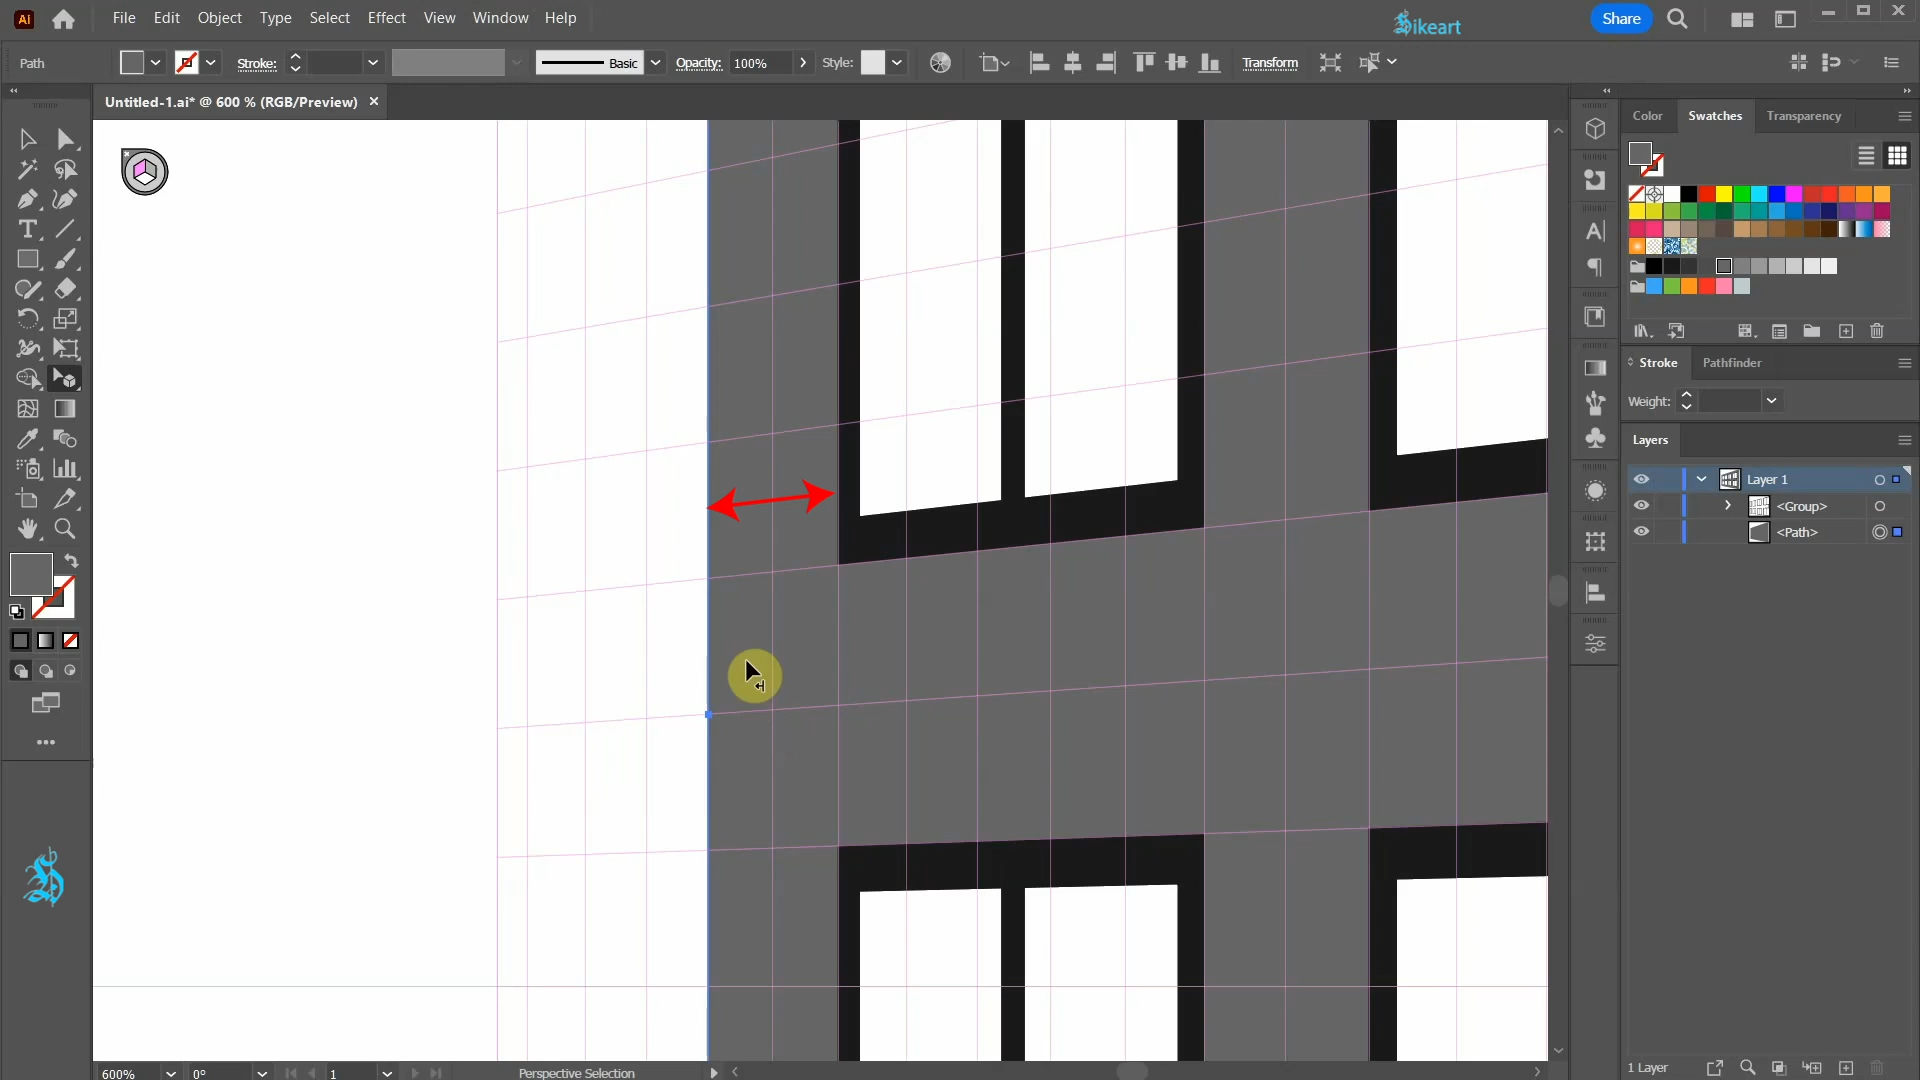 Ai File Edit Object Type Select Effect View Window Help ikeart Share
Path Stroke: Basic Opacity: 100% Style: Transform
Untitled-1.ai* @ 600 % (RGB/Preview) ×
Color Swatches Transparency
Stroke Pathfinder
Weight:
Layers
Layer 1
<Group>
<Path>
600% 0° 1 Perspective Selection
1 Layer